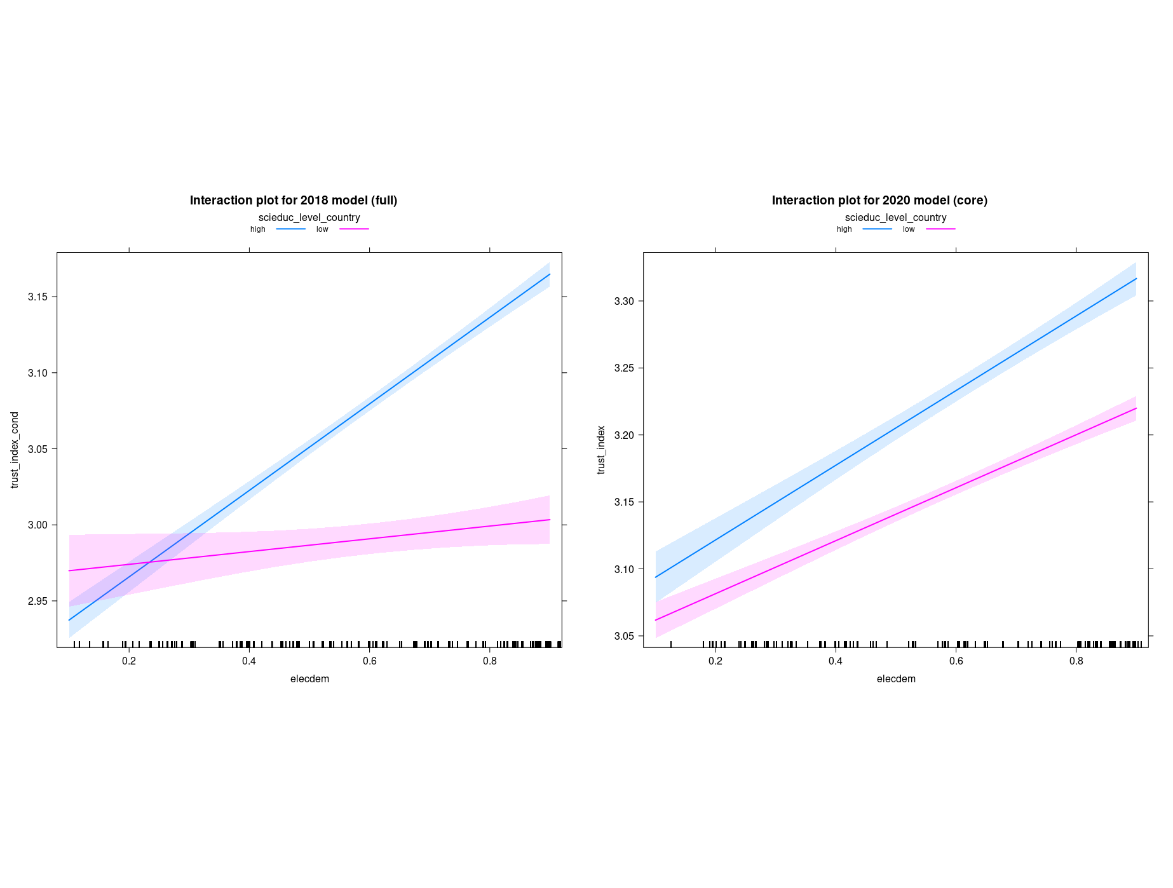 Interaction plot for 2018 model (full)
scieduc_level_country
high low
3.15
3.10
3.05
3.00
2.95
trust_index_cond
0.2 0.4 0.6 0.8
elecdem
Interaction plot for 2020 model (core)
scieduc_level_country
high low
3.30
3.25
3.20
3.15
3.10
3.05
trust_index
0.2 0.4 0.6 0.8
elecdem